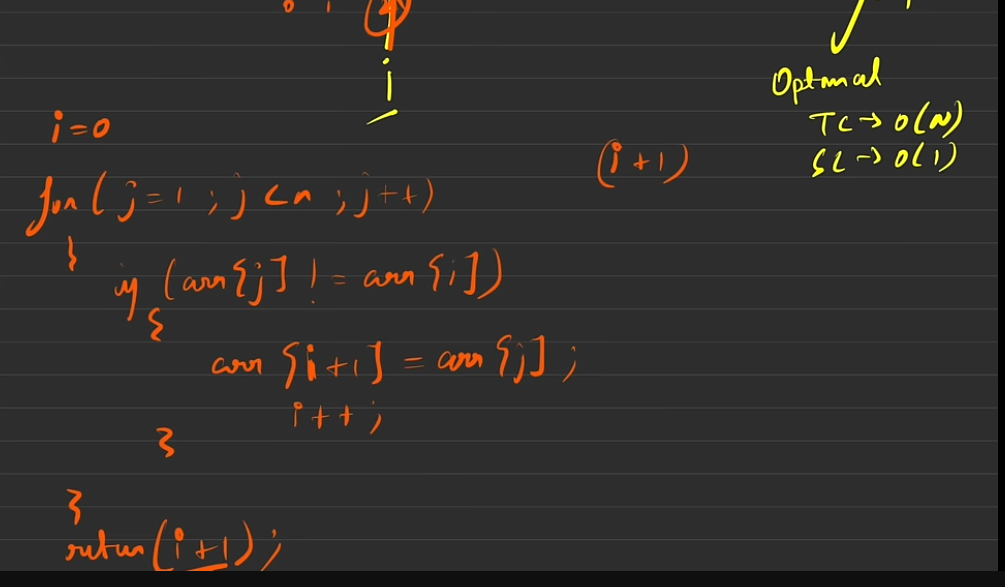 i
Optimal
TC → O(N)
SC → O(1)
i = 0
(i + 1)
for ( j = 1 ; j < n ; j + + )
{
if (arr[j] != arr[i])
{
arr [i + 1] = arr [j] ;
i + + ;
}
}
return (i + 1) ;